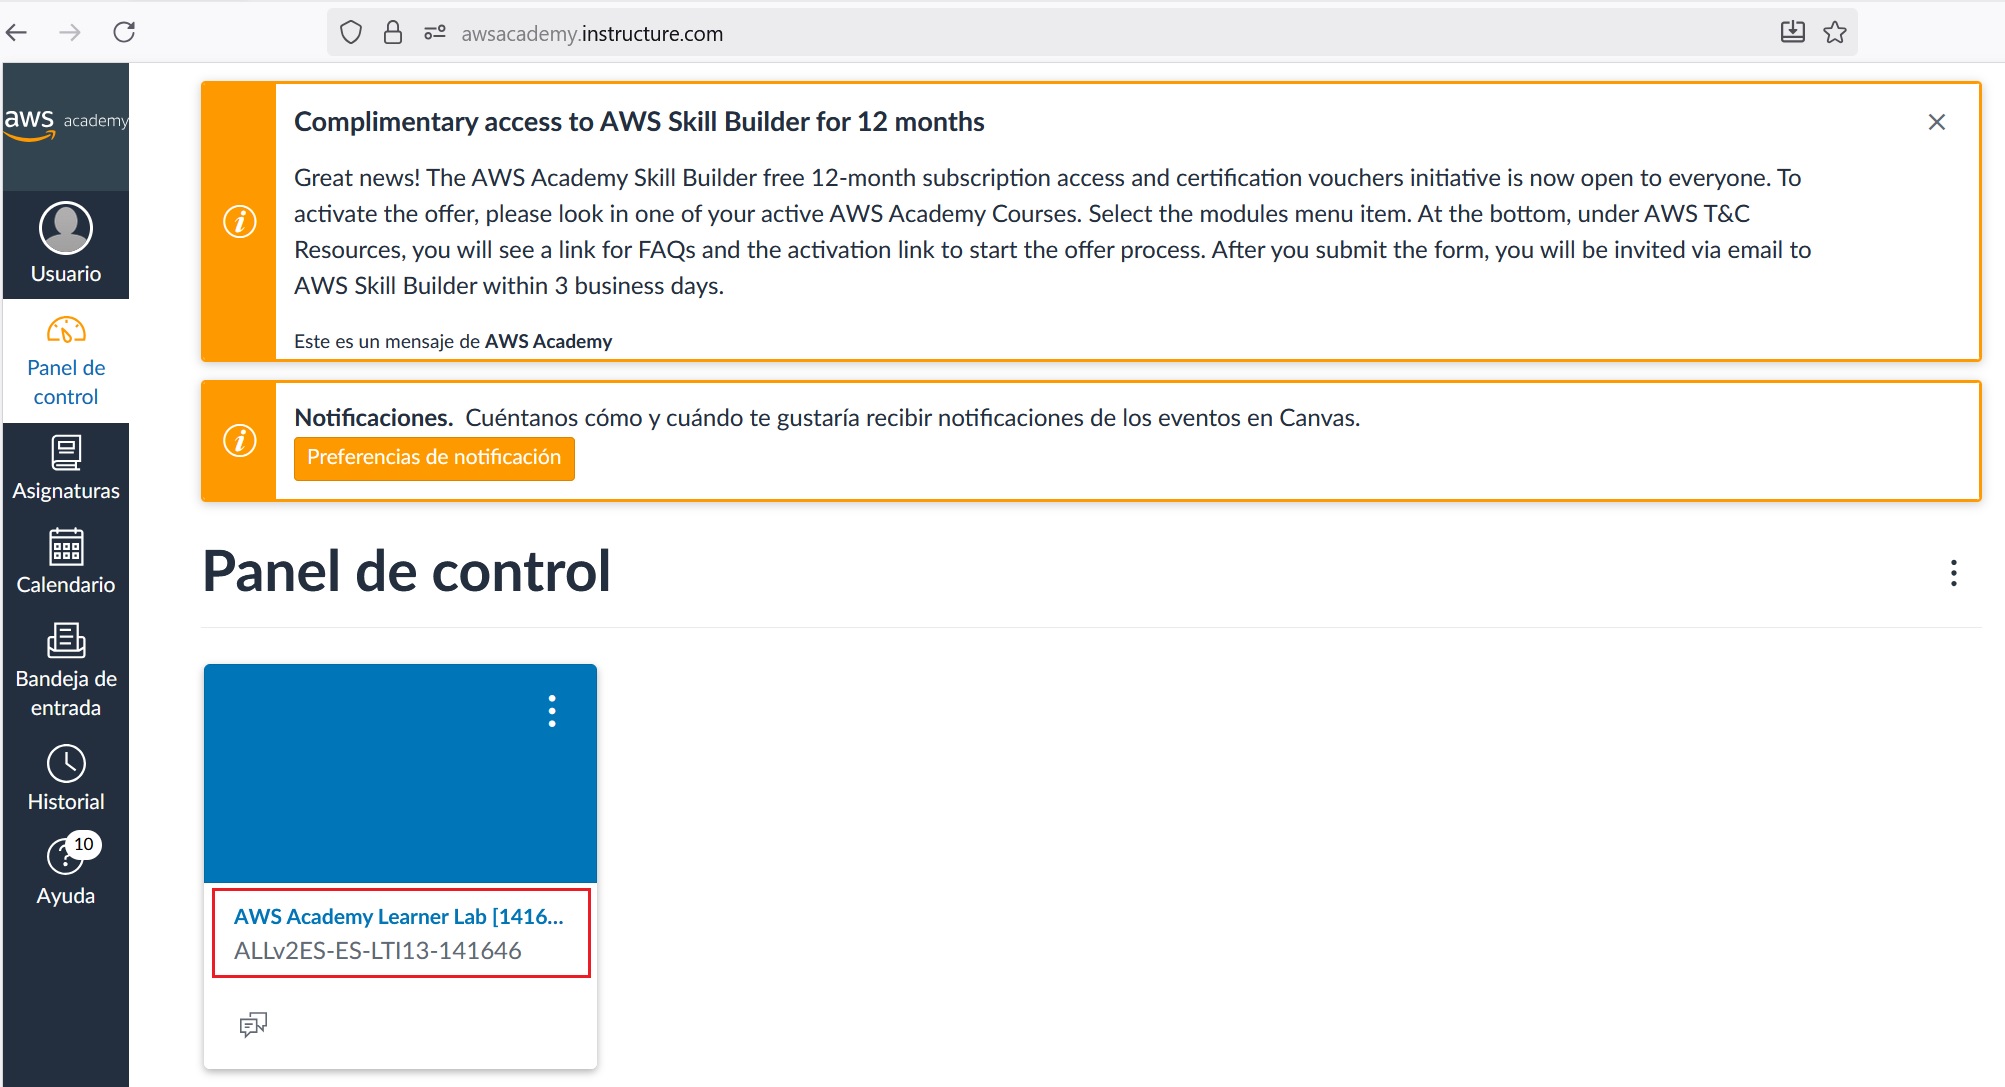 awsacademy.instructure.com
aws academy
Usuario
Panel de
control
Asignaturas
Calendario
Bandeja de
entrada
Historial
10
Ayuda
Complimentary access to AWS Skill Builder for 12 months
Great news! The AWS Academy Skill Builder free 12-month subscription access and certification vouchers initiative is now open to everyone. To
activate the offer, please look in one of your active AWS Academy Courses. Select the modules menu item. At the bottom, under AWS T&C
Resources, you will see a link for FAQs and the activation link to start the offer process. After you submit the form, you will be invited via email to
AWS Skill Builder within 3 business days.
Este es un mensaje de AWS Academy
Notificaciones. Cuéntanos cómo y cuándo te gustaría recibir notificaciones de los eventos en Canvas.
Preferencias de notificación
Panel de control
AWS Academy Learner Lab [1416...
ALLv2ES-ES-LTI13-141646